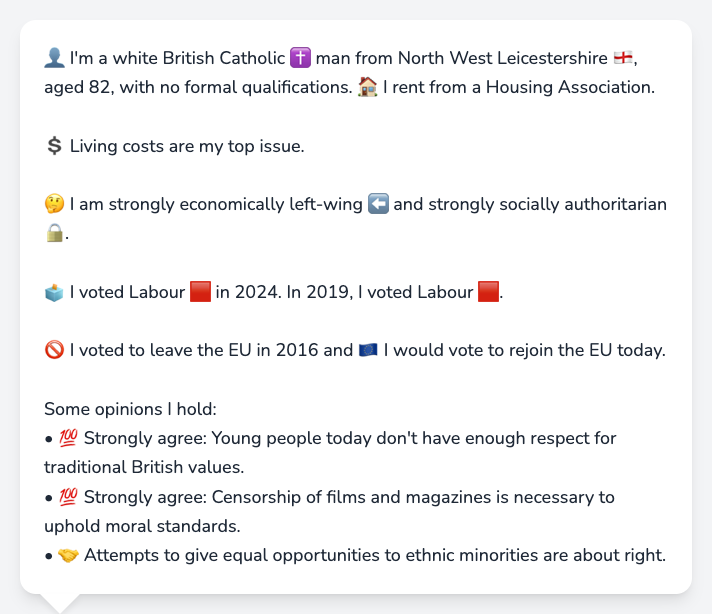 👤 I'm a white British Catholic ✝️ man from North West Leicestershire 🏴󠁧󠁢󠁥󠁮󠁧󠁿,
aged 82, with no formal qualifications. 🏠 I rent from a Housing Association.
💲 Living costs are my top issue.
🤔 I am strongly economically left-wing ⬅️ and strongly socially authoritarian
🔒.
🗳️ I voted Labour 🟥 in 2024. In 2019, I voted Labour 🟥.
🚫 I voted to leave the EU in 2016 and 🇪🇺 I would vote to rejoin the EU today.
Some opinions I hold:
• 💯 Strongly agree: Young people today don't have enough respect for
traditional British values.
• 💯 Strongly agree: Censorship of films and magazines is necessary to
uphold moral standards.
• 🤝 Attempts to give equal opportunities to ethnic minorities are about right.